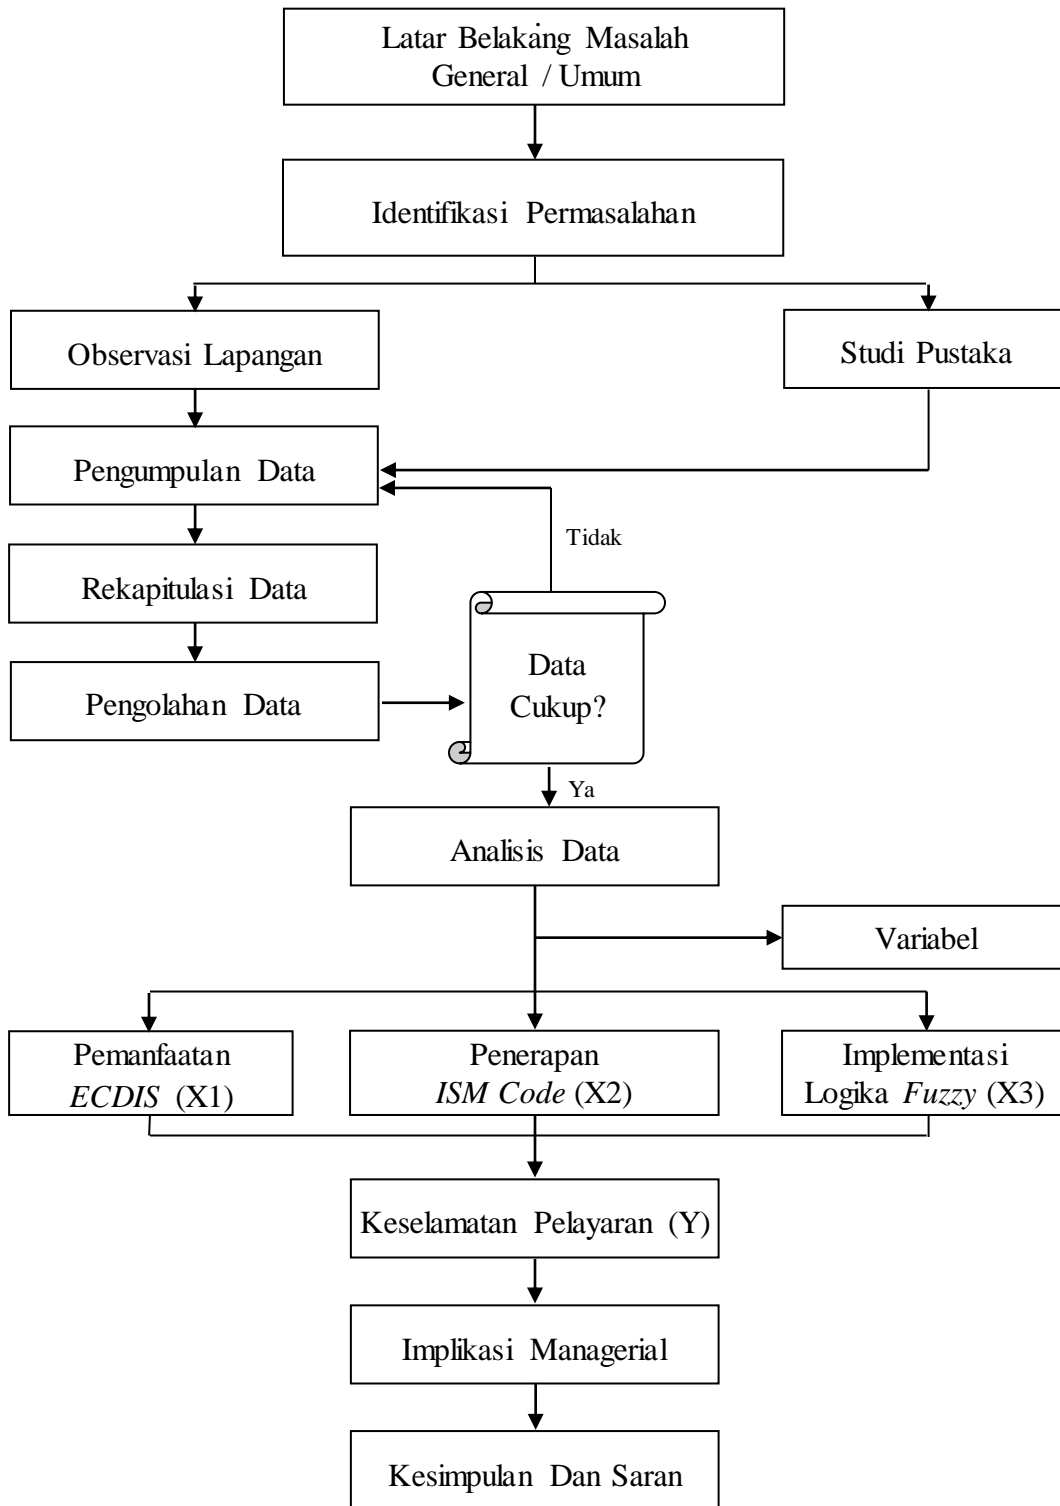 Latar Belakang Masalah
General / Umum
Identifikasi Permasalahan
Observasi Lapangan
Studi Pustaka
Pengumpulan Data
Tidak
Rekapitulasi Data
Data
Cukup?
Pengolahan Data
Ya
Analisis Data
Variabel
Pemanfaatan
ECDIS (X1)
Penerapan
ISM Code (X2)
Implementasi
Logika Fuzzy (X3)
Keselamatan Pelayaran (Y)
Implikasi Managerial
Kesimpulan Dan Saran